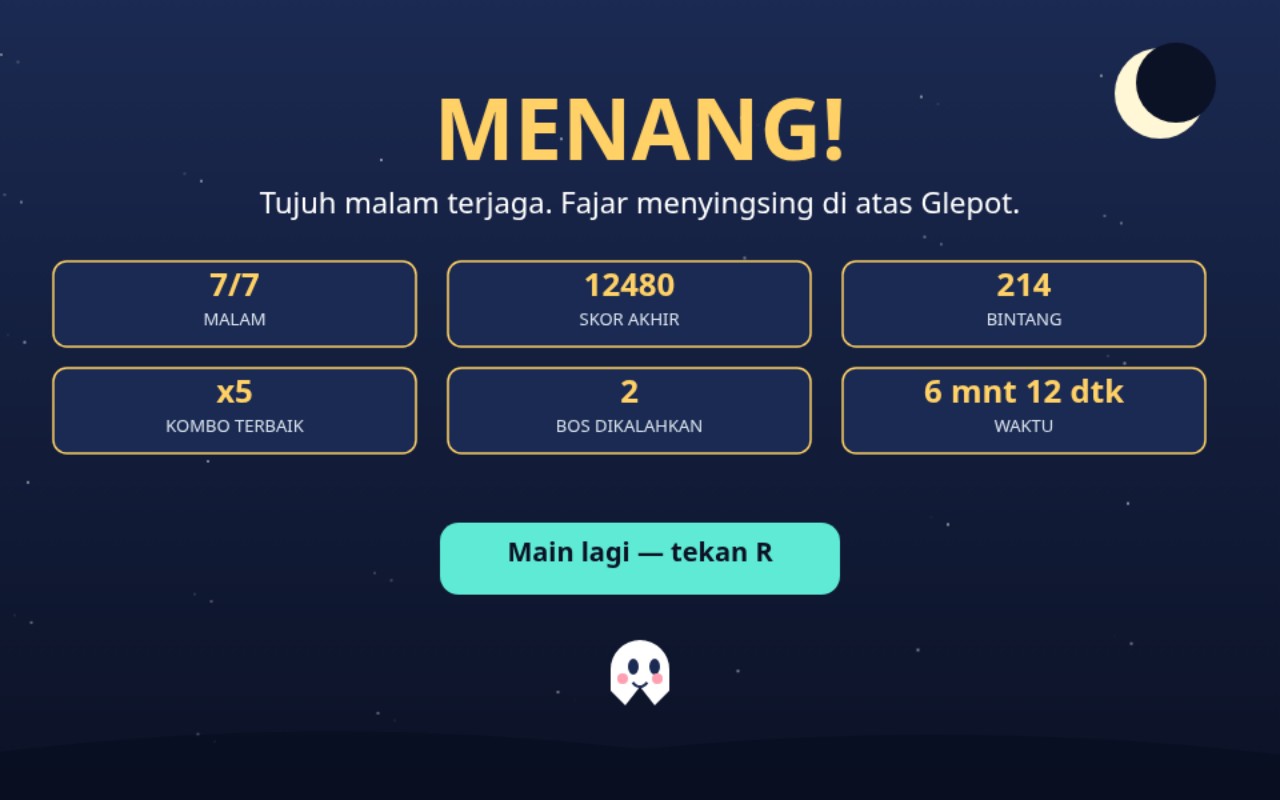 MENANG!
Tujuh malam terjaga. Fajar menyingsing di atas Glepot.
7/7
MALAM
12480
SKOR AKHIR
214
BINTANG
x5
KOMBO TERBAIK
2
BOS DIKALAHKAN
6 mnt 12 dtk
WAKTU
Main lagi — tekan R